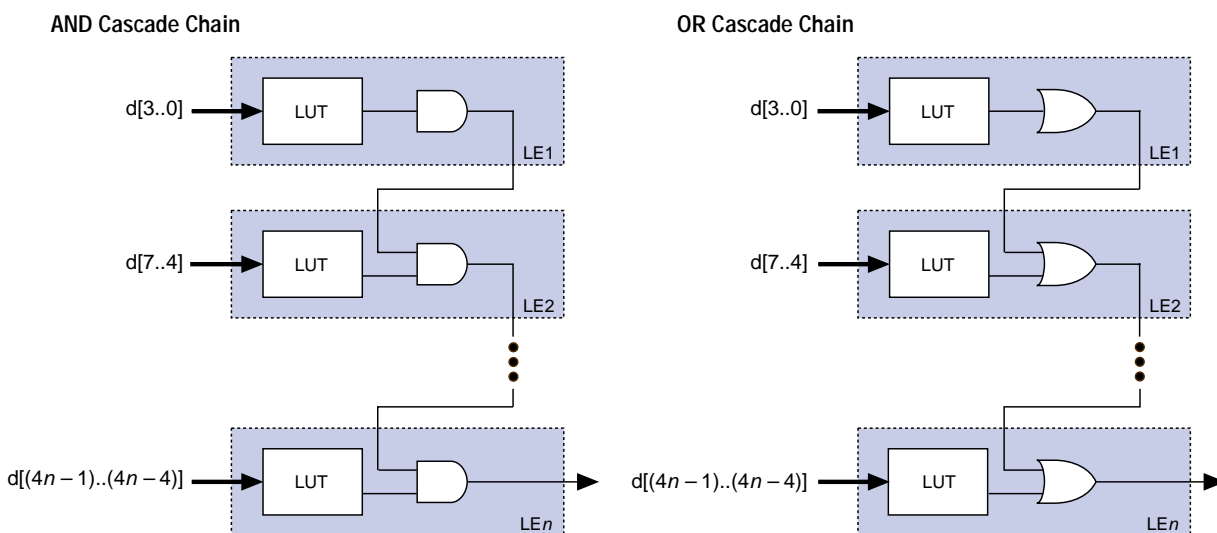 AND Cascade Chain
d[3..0]
LUT
LE1
d[7..4]
LUT
LE2
d[(4n – 1)..(4n – 4)]
LUT
LEn
OR Cascade Chain
d[3..0]
LUT
LE1
d[7..4]
LUT
LE2
d[(4n – 1)..(4n – 4)]
LUT
LEn